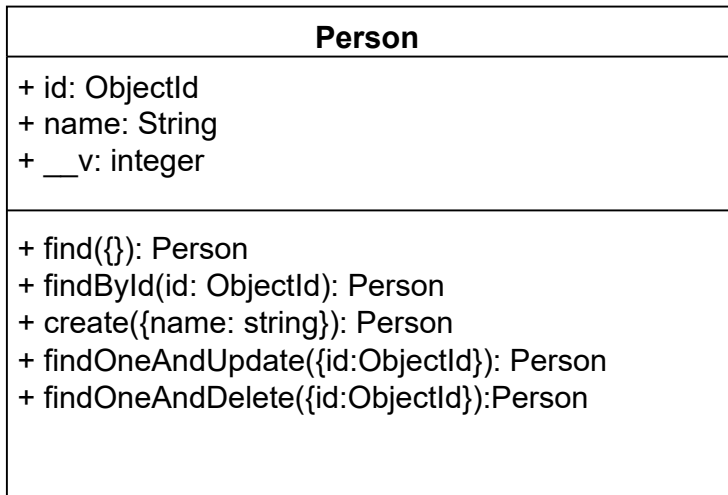 Person
+ id: ObjectId
+ name: String
+ __v: integer
+ find({}): Person
+ findById(id: ObjectId): Person
+ create({name: string}): Person
+ findOneAndUpdate({id:ObjectId}): Person
+ findOneAndDelete({id:ObjectId}):Person